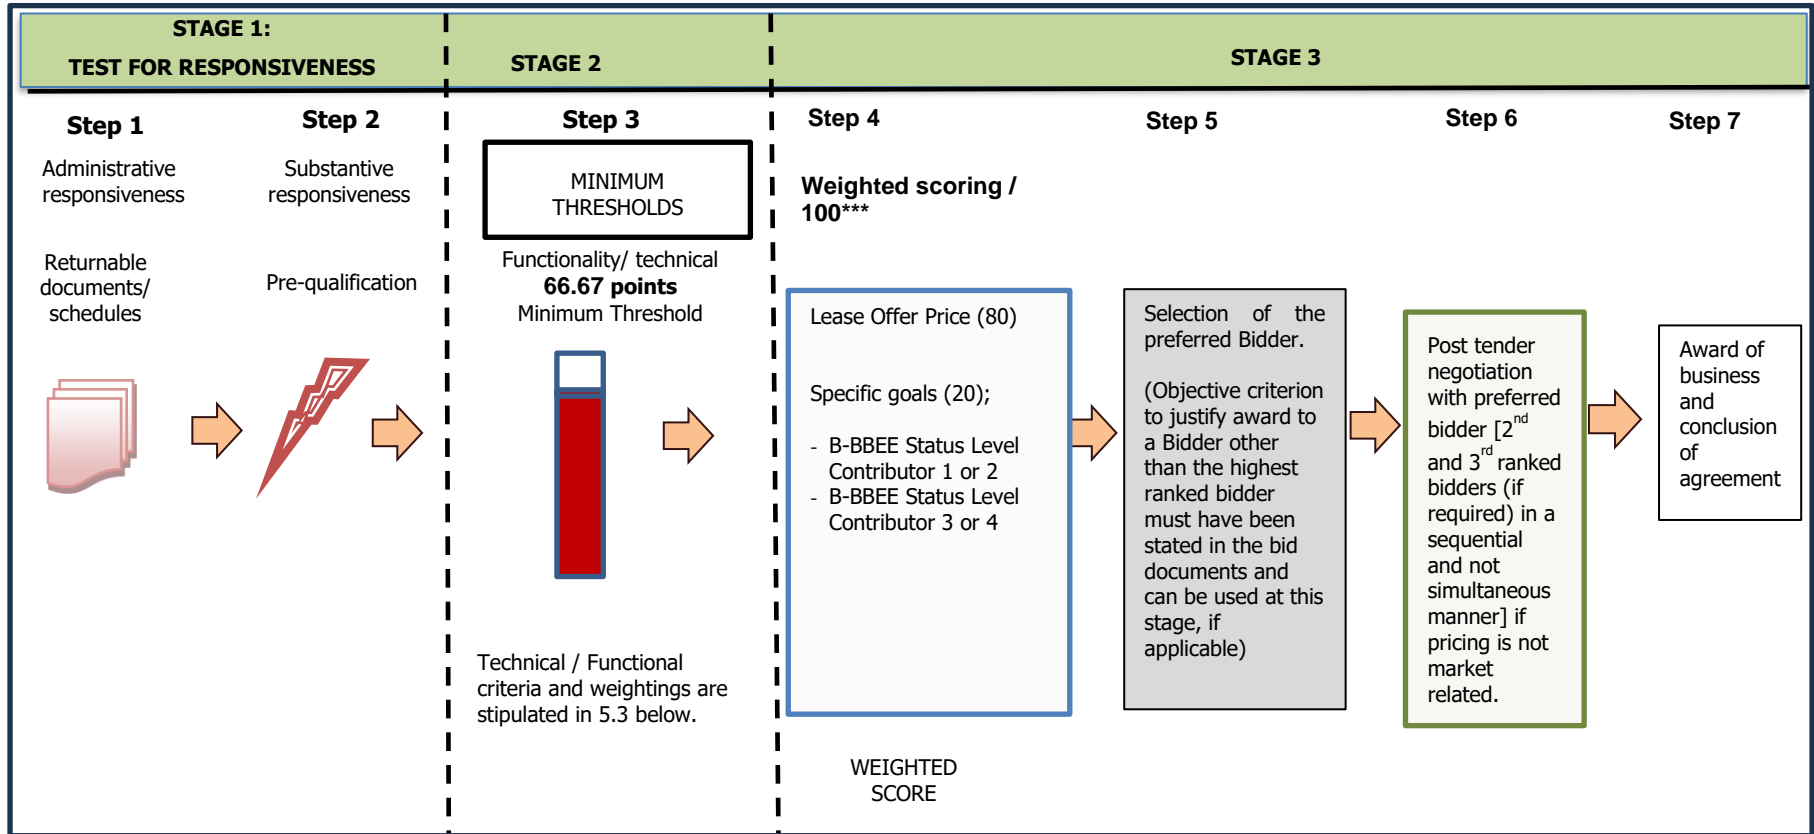 STAGE 1:
TEST FOR RESPONSIVENESS
STAGE 2
STAGE 3
Step 1
Administrative
responsiveness
Returnable
documents/
schedules
Step 2
Substantive
responsiveness
Pre-qualification
Step 3
MINIMUM
THRESHOLDS
Functionality/ technical
66.67 points
Minimum Threshold
Technical / Functional
criteria and weightings are
stipulated in 5.3 below.
Step 4
Weighted scoring /
100***
Lease Offer Price (80)
Specific goals (20);
- B-BBEE Status Level
Contributor 1 or 2
- B-BBEE Status Level
Contributor 3 or 4
WEIGHTED
SCORE
Step 5
Selection of the
preferred Bidder.
(Objective criterion
to justify award to
a Bidder other
than the highest
ranked bidder
must have been
stated in the bid
documents and
can be used at this
stage, if
applicable)
Step 6
Post tender
negotiation
with preferred
bidder [2nd
and 3rd ranked
bidders (if
required) in a
sequential
and not
simultaneous
manner] if
pricing is not
market
related.
Step 7
Award of
business
and
conclusion
of
agreement